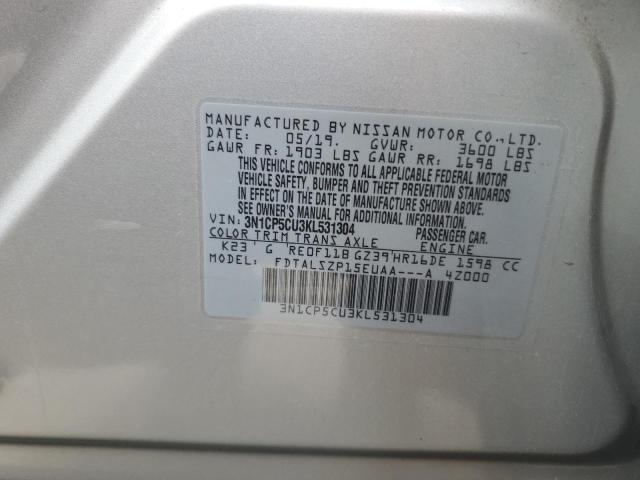 MANUFACTURED BY NISSAN MOTOR CO.,LTD.
DATE: 05/19. GVWR: 3600 LBS
GAWR FR: 1903 LBS GAWR RR: 1698 LBS
THIS VEHICLE CONFORMS TO ALL APPLICABLE FEDERAL MOTOR
VEHICLE SAFETY, BUMPER AND THEFT PREVENTION STANDARDS
IN EFFECT ON THE DATE OF MANUFACTURE SHOWN ABOVE.
SEE OWNER'S MANUAL FOR ADDITIONAL INFORMATION
VIN: 3N1CP5CU3KL531304 PASSENGER CAR.
COLOR TRIM TRANS AXLE ENGINE
K23 ' G 'RE0F11B GZ39'HR16DE 1598 CC
MODEL: FDTALSZP15EUAA---A 4Z000
3N1CP5CU3KL531304